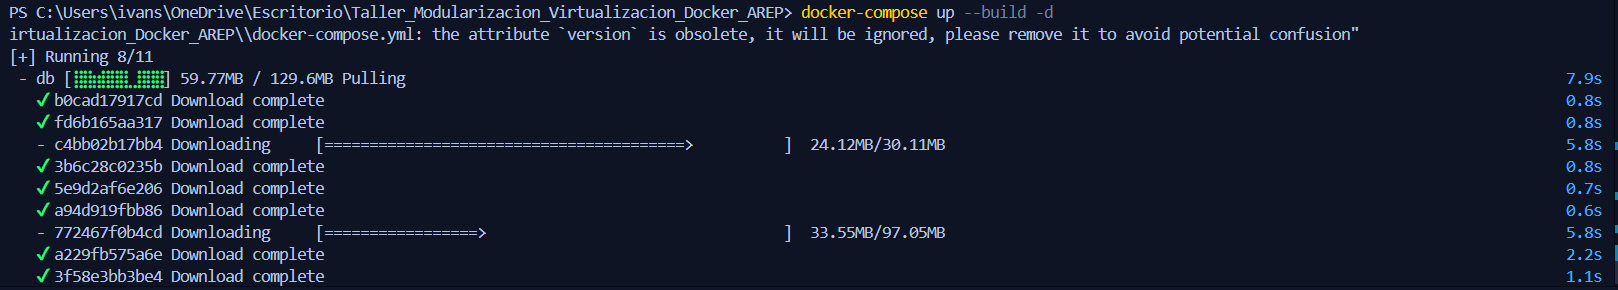 PS C:\Users\ivans\OneDrive\Escritorio\Taller_Modularizacion_Virtualizacion_Docker_AREP> docker-compose up --build -d
irtualizacion_Docker_AREP\\docker-compose.yml: the attribute `version` is obsolete, it will be ignored, please remove it to avoid potential confusion"
[+] Running 8/11
- db [⣿⣿⣿⣿⣿⣿⣿⣿⣿] 59.77MB / 129.6MB Pulling 7.9s
✔ b0cad17917cd Download complete 0.8s
✔ fd6b165aa317 Download complete 0.8s
- c4bb02b17bb4 Downloading [========================================>          ] 24.12MB/30.11MB 5.8s
✔ 3b6c28c0235b Download complete 0.8s
✔ 5e9d2af6e206 Download complete 0.7s
✔ a94d919fbb86 Download complete 0.6s
- 772467f0b4cd Downloading [=================>                                 ] 33.55MB/97.05MB 5.8s
✔ a229fb575a6e Download complete 2.2s
✔ 3f58e3bb3be4 Download complete 1.1s